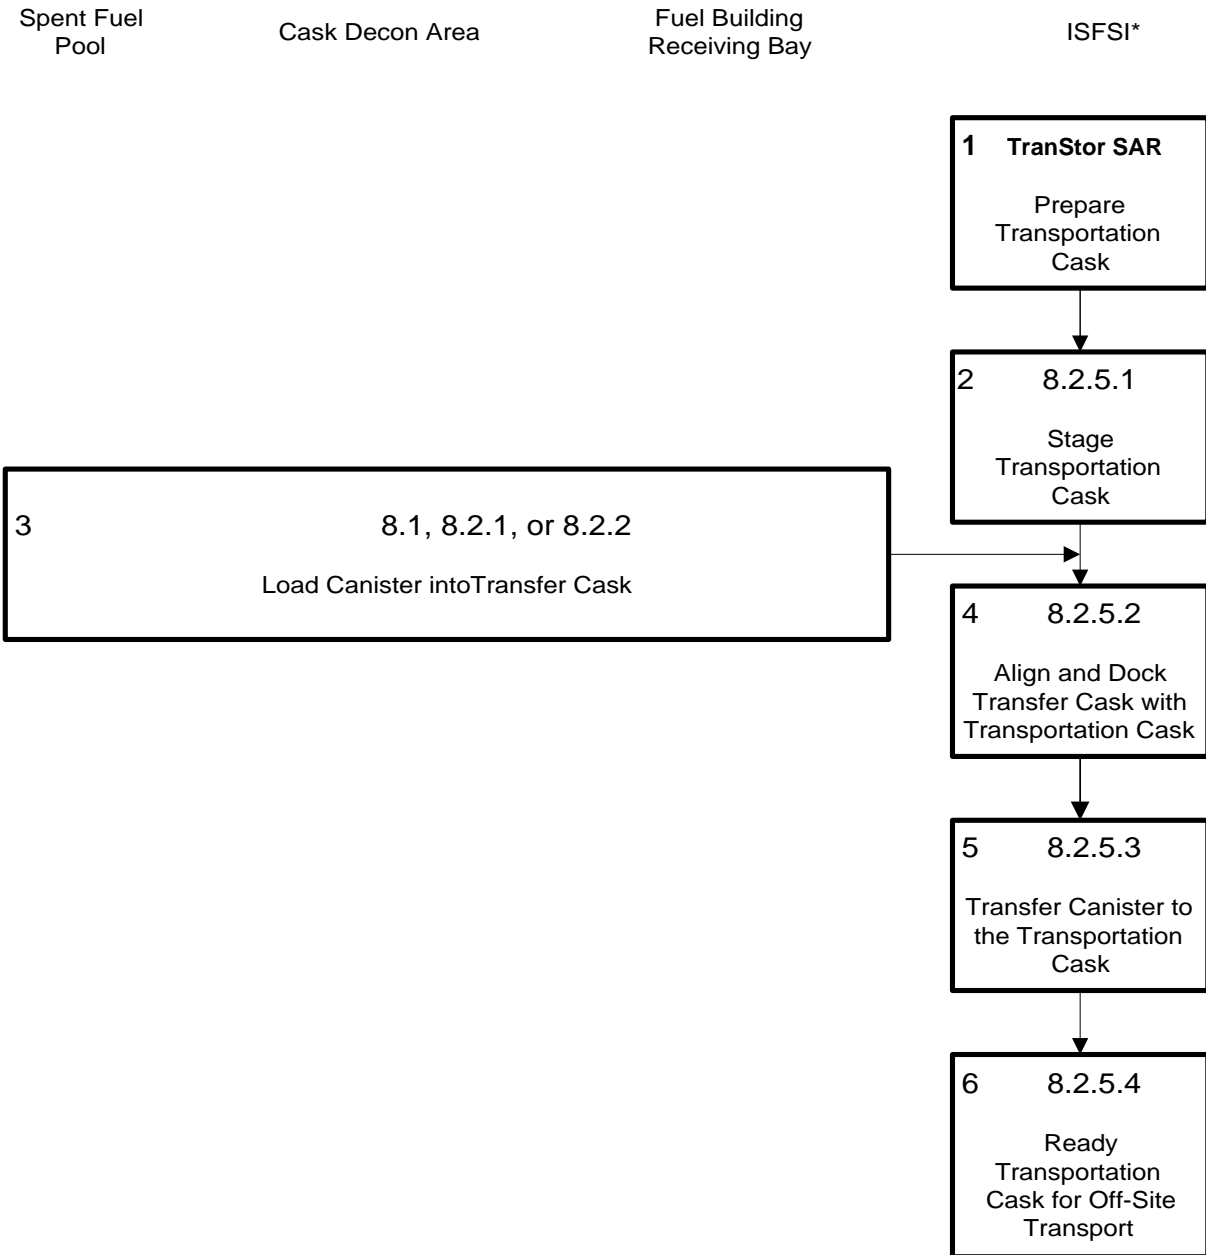 Spent Fuel
Pool
Cask Decon Area
Fuel Building
Receiving Bay
ISFSI*
1 TranStor SAR
Prepare
Transportation
Cask
2 8.2.5.1
Stage
Transportation
Cask
3 8.1, 8.2.1, or 8.2.2
Load Canister intoTransfer Cask
4 8.2.5.2
Align and Dock
Transfer Cask with
Transportation Cask
5 8.2.5.3
Transfer Canister to
the Transportation
Cask
6 8.2.5.4
Ready
Transportation
Cask for Off-Site
Transport